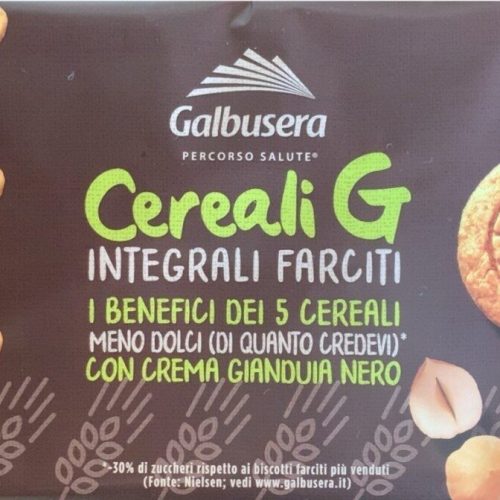 Galbusera
PERCORSO SALUTE®
Cereali G
INTEGRALI FARCITI
I BENEFICI DEI 5 CEREALI
MENO DOLCI (DI QUANTO CREDEVI)*
CON CREMA GIANDUIA NERO
*-30% di zuccheri rispetto ai biscotti farciti più venduti
(Fonte: Nielsen; vedi www.galbusera.it)